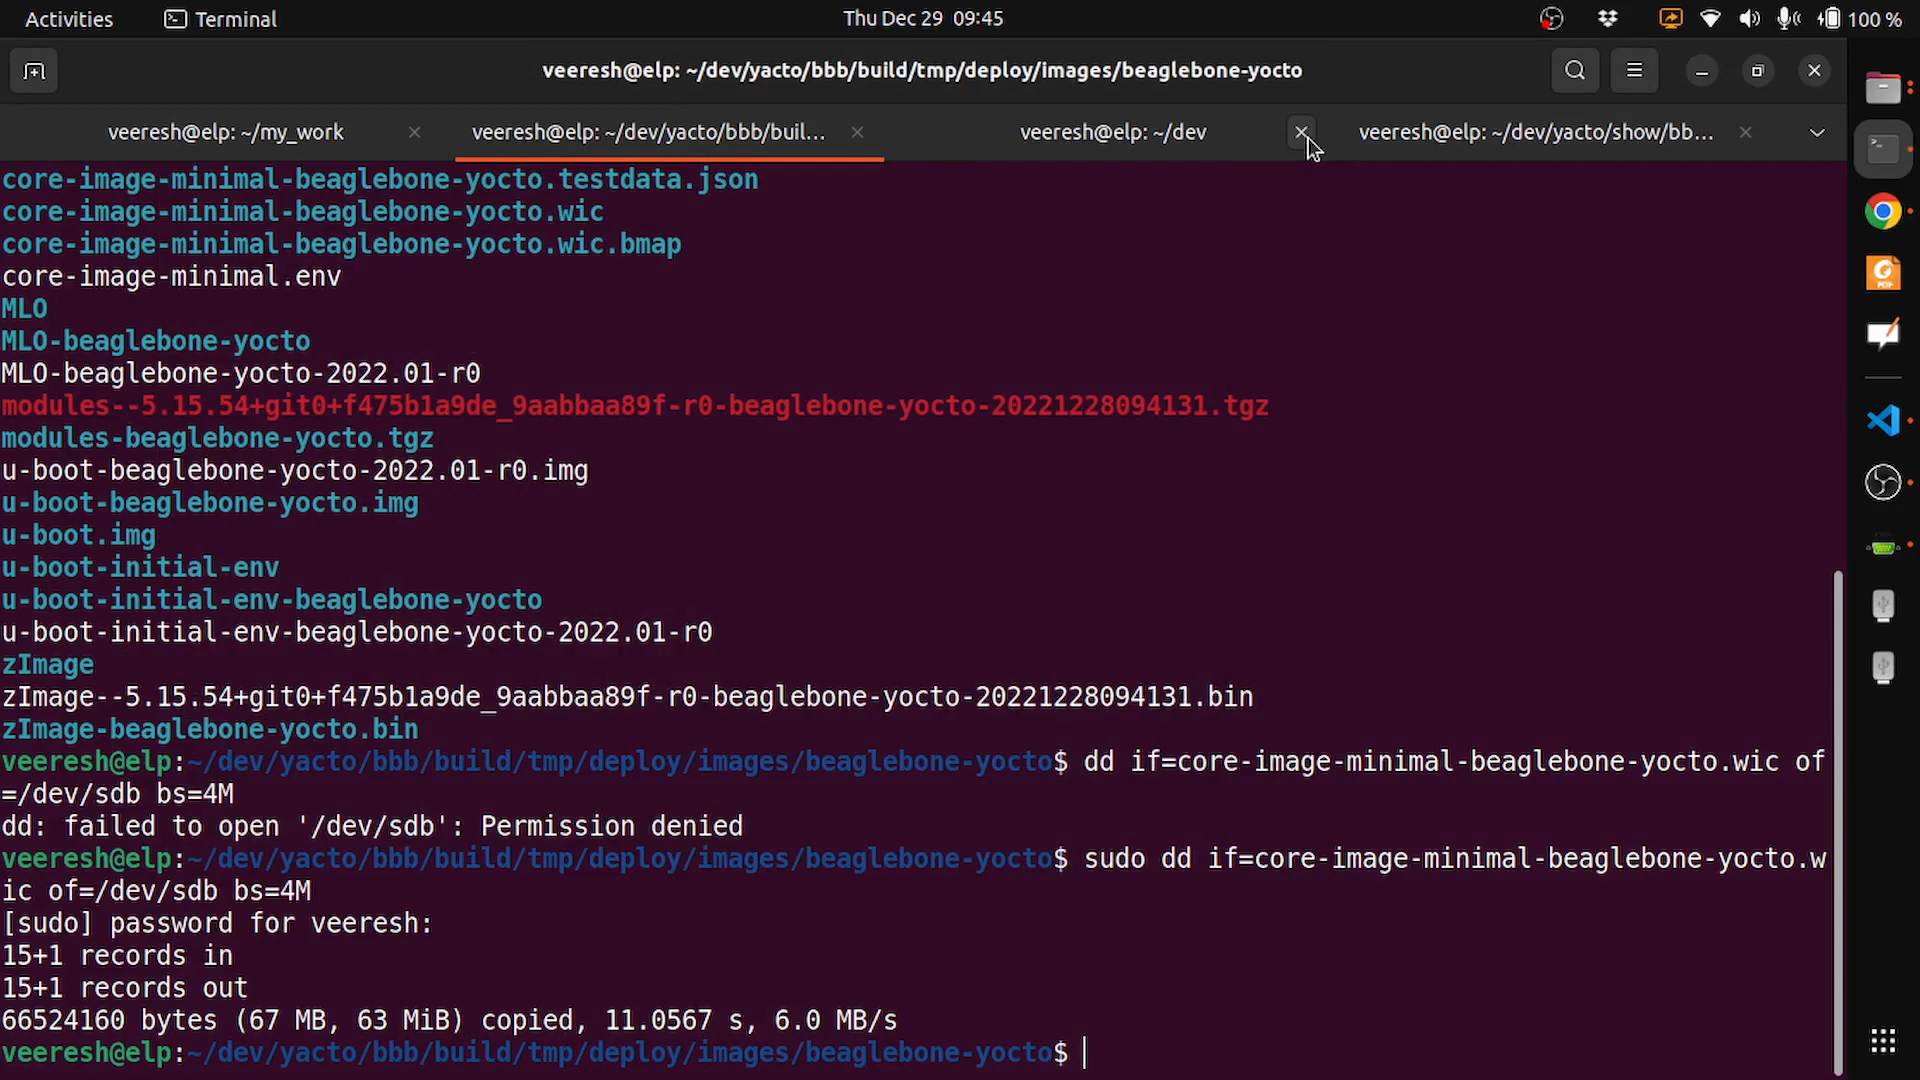 Activities
Terminal
Thu Dec 29 09:45
100 %
veeresh@elp: ~/dev/yacto/bbb/build/tmp/deploy/images/beaglebone-yocto
veeresh@elp: ~/my_work
veeresh@elp: ~/dev/yacto/bbb/buil...
veeresh@elp: ~/dev
veeresh@elp: ~/dev/yacto/show/bb...
core-image-minimal-beaglebone-yocto.testdata.json
core-image-minimal-beaglebone-yocto.wic
core-image-minimal-beaglebone-yocto.wic.bmap
core-image-minimal.env
MLO
MLO-beaglebone-yocto
MLO-beaglebone-yocto-2022.01-r0
modules--5.15.54+git0+f475b1a9de_9aabbaa89f-r0-beaglebone-yocto-20221228094131.tgz
modules-beaglebone-yocto.tgz
u-boot-beaglebone-yocto-2022.01-r0.img
u-boot-beaglebone-yocto.img
u-boot.img
u-boot-initial-env
u-boot-initial-env-beaglebone-yocto
u-boot-initial-env-beaglebone-yocto-2022.01-r0
zImage
zImage--5.15.54+git0+f475b1a9de_9aabbaa89f-r0-beaglebone-yocto-20221228094131.bin
zImage-beaglebone-yocto.bin
veeresh@elp:~/dev/yacto/bbb/build/tmp/deploy/images/beaglebone-yocto$ dd if=core-image-minimal-beaglebone-yocto.wic of
=/dev/sdb bs=4M
dd: failed to open '/dev/sdb': Permission denied
veeresh@elp:~/dev/yacto/bbb/build/tmp/deploy/images/beaglebone-yocto$ sudo dd if=core-image-minimal-beaglebone-yocto.w
ic of=/dev/sdb bs=4M
[sudo] password for veeresh:
15+1 records in
15+1 records out
66524160 bytes (67 MB, 63 MiB) copied, 11.0567 s, 6.0 MB/s
veeresh@elp:~/dev/yacto/bbb/build/tmp/deploy/images/beaglebone-yocto$
PDF